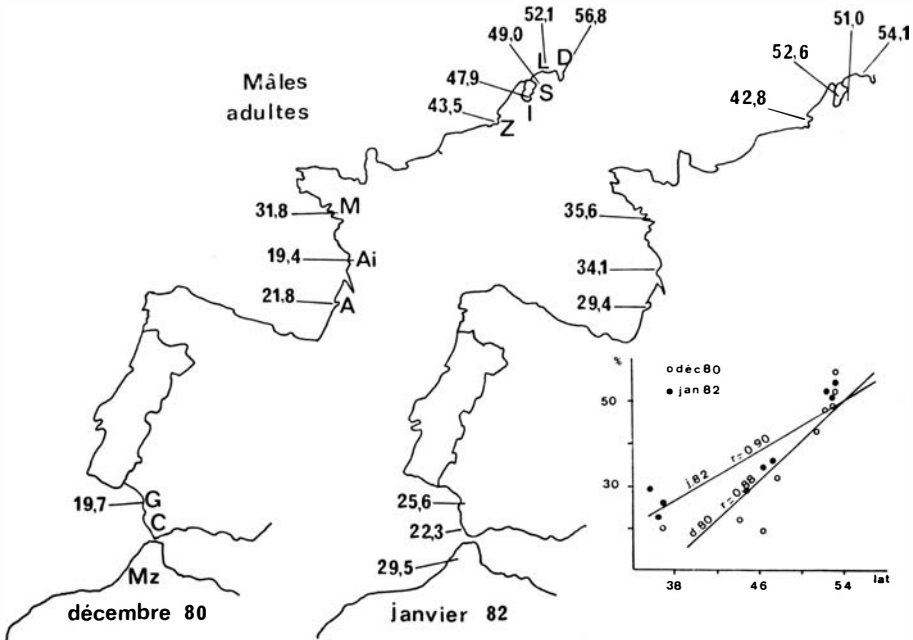 Mâles
adultes
52,1
56,8
49,0
L D
47,9
S
43,5
I
Z
31,8
M
19,4
Ai
21,8
A
19,7
G
C
Mz
décembre 80
51,0
54,1
52,6
42,8
35,6
34,1
29,4
25,6
22,3
29,5
janvier 82
%
déc80
jan 82
50
30
j.82 r=0.90
d.80 r=0.88
38 46 54 lat